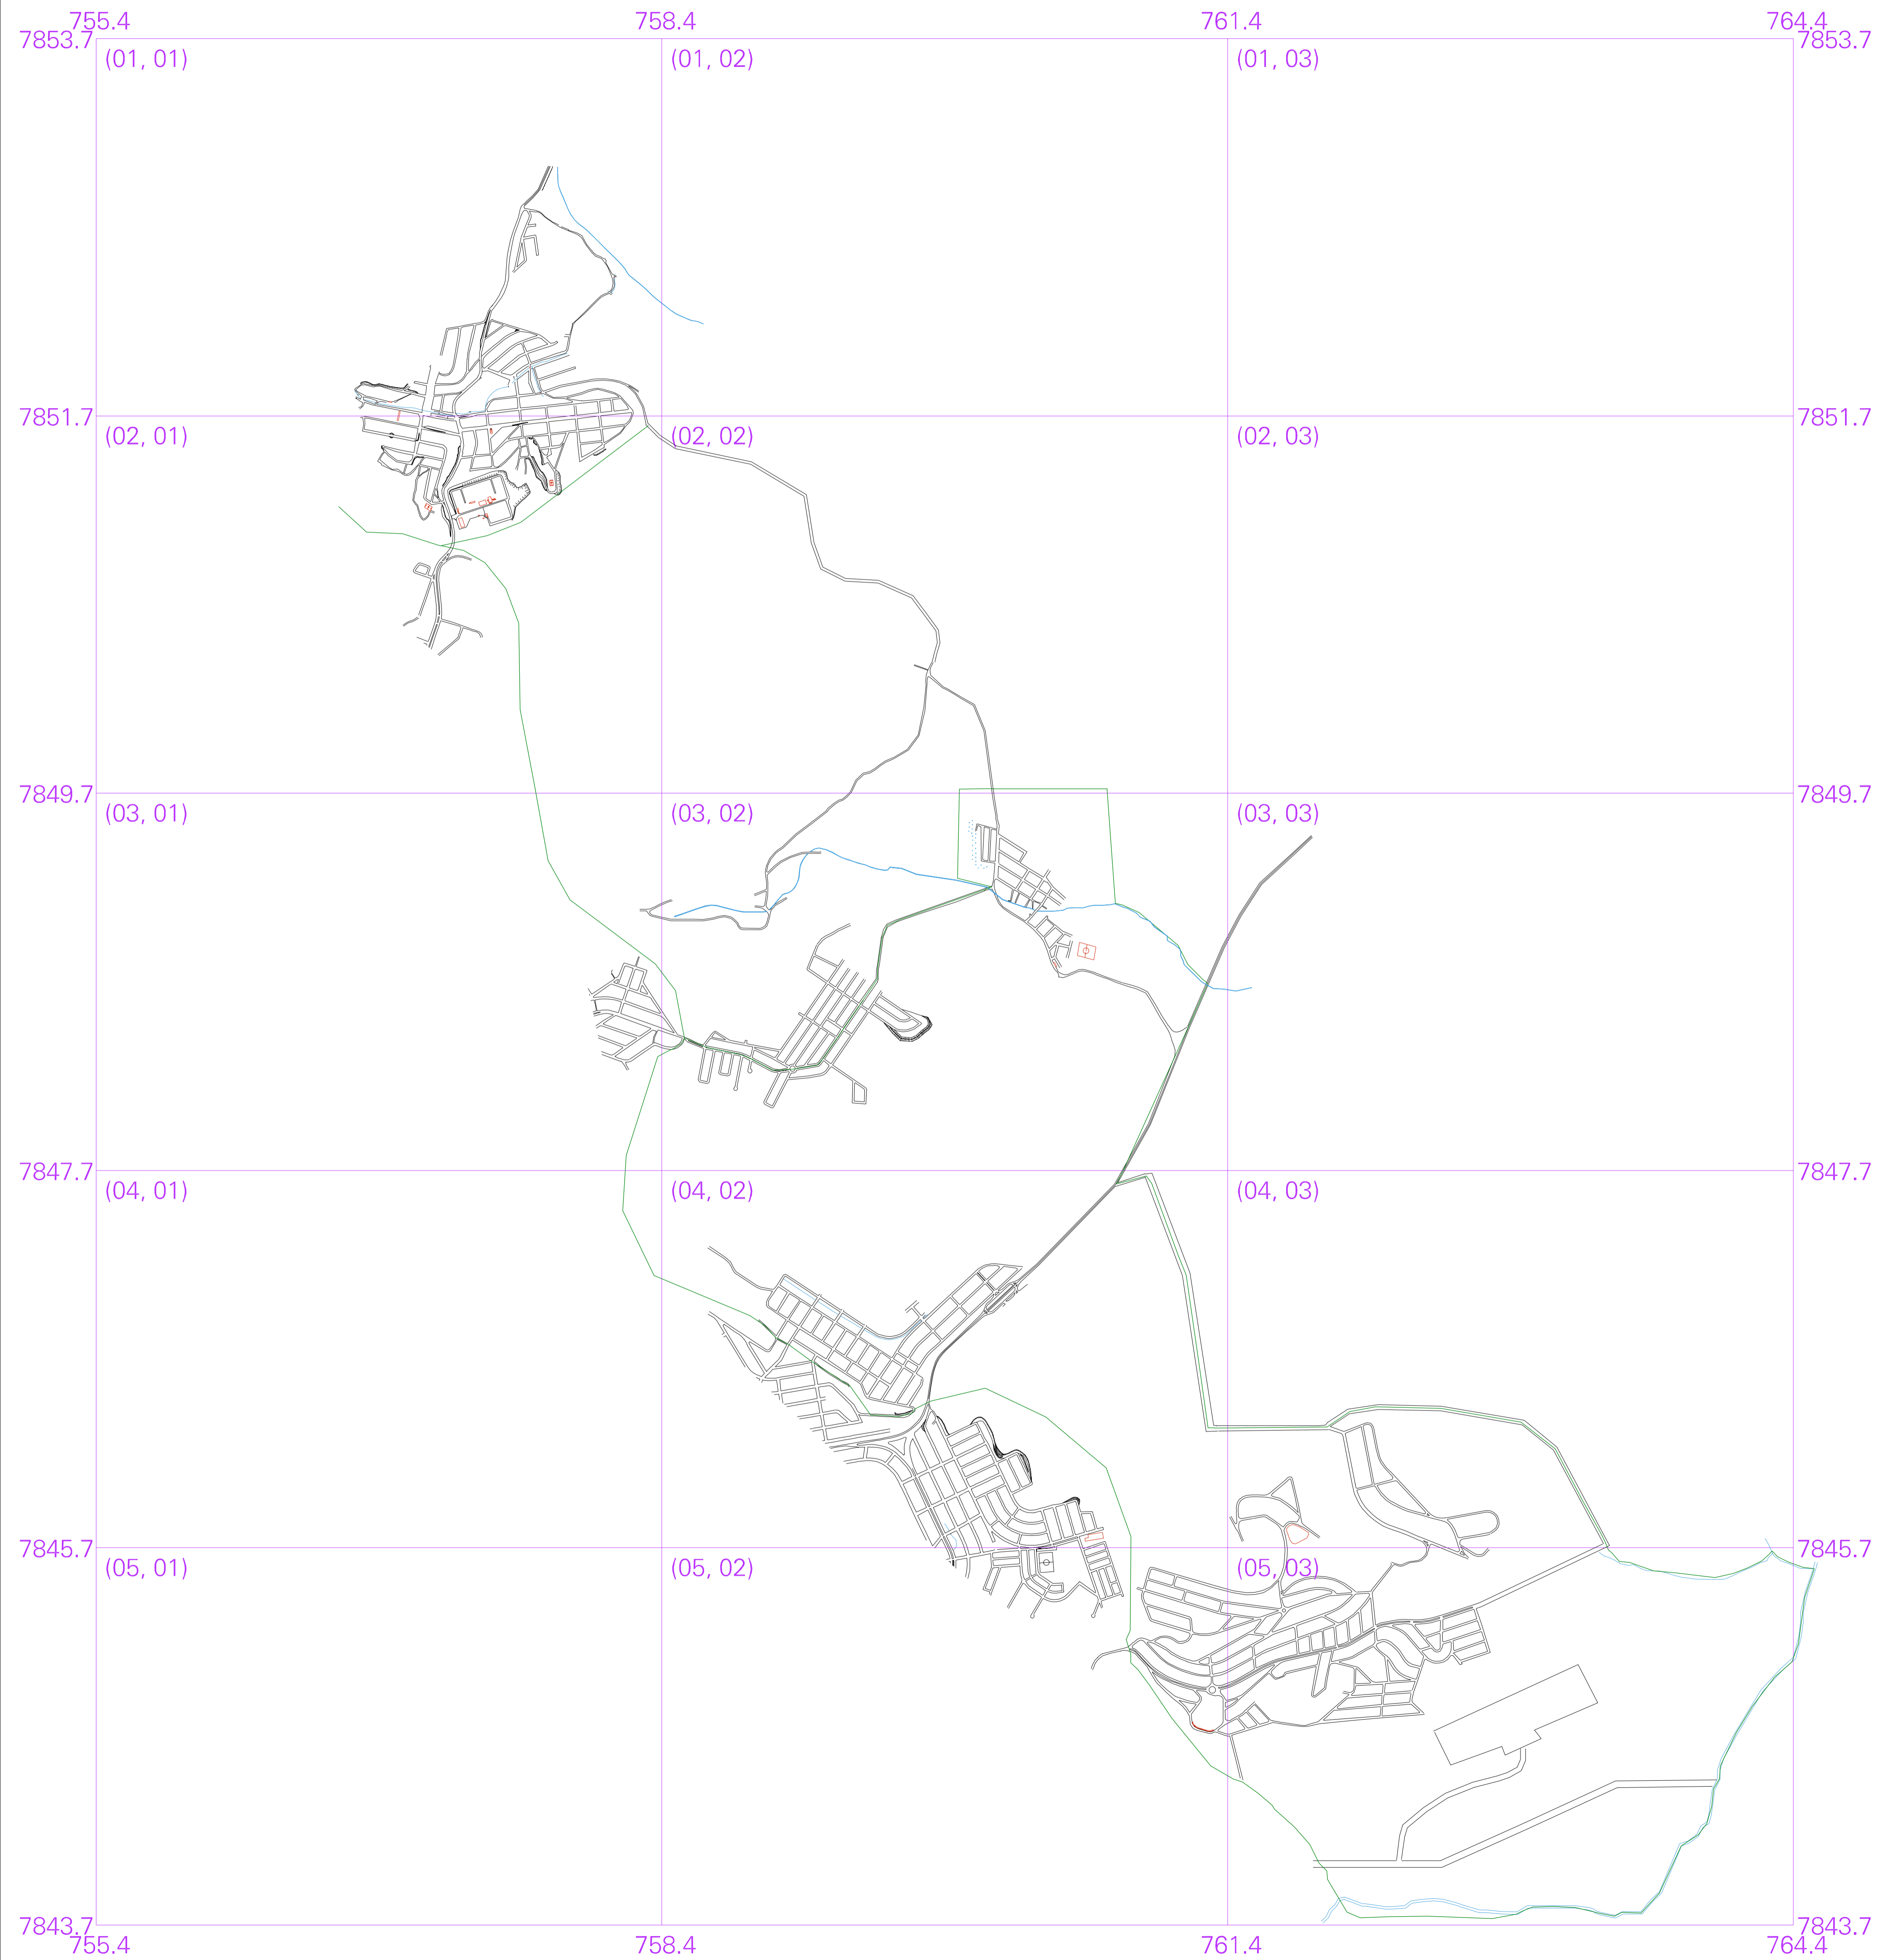 755.4 758.4 761.4 764.4
7853.7 7853.7
(01, 01) (01, 02) (01, 03)
7851.7 7851.7
(02, 01) (02, 02) (02, 03)
7849.7 7849.7
(03, 01) (03, 02) (03, 03)
7847.7 7847.7
(04, 01) (04, 02) (04, 03)
7845.7 7845.7
(05, 01) (05, 02) (05, 03)
7843.7 7843.7
755.4 758.4 761.4 764.4